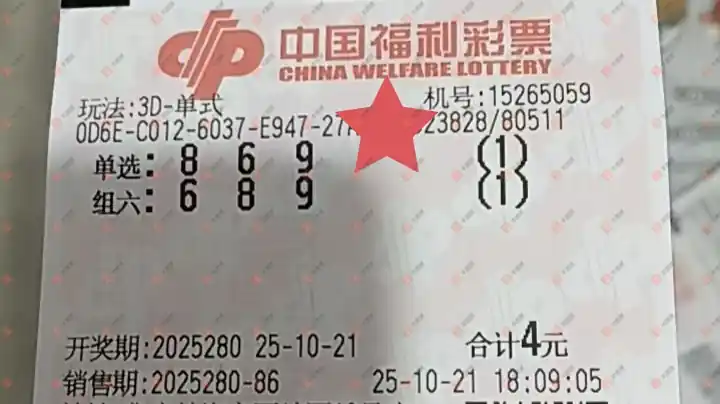 中国福利彩票
CHINA WELFARE LOTTERY
玩法:3D-单式 机号:15265059
0D6E-C012-6037-E947-27 23828/80511
单选: 8 6 9 (1)
组六: 6 8 9 (1)
开奖期:2025280 25-10-21 合计4元
销售期:2025280-86 25-10-21 18:09:05